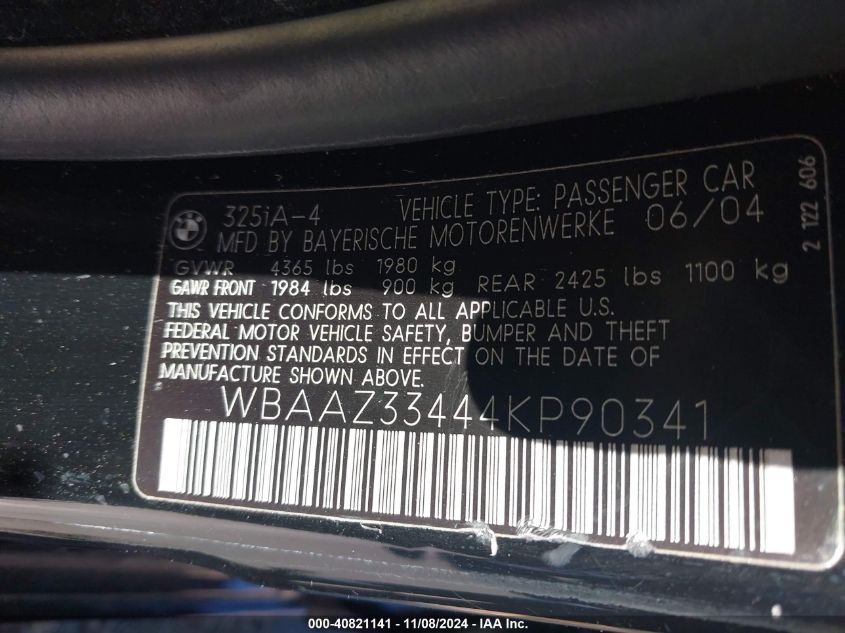 325iA-4 VEHICLE TYPE: PASSENGER CAR
MFD BY BAYERISCHE MOTORENWERKE 06/04
GVWR 4365 lbs 1980 kg
GAWR FRONT 1984 lbs 900 kg REAR 2425 lbs 1100 kg
THIS VEHICLE CONFORMS TO ALL APPLICABLE U.S.
FEDERAL MOTOR VEHICLE SAFETY, BUMPER AND THEFT
PREVENTION STANDARDS IN EFFECT ON THE DATE OF
MANUFACTURE SHOWN ABOVE.
WBAAZ33444KP90341
2 122 606
000-40821141 - 11/08/2024 - IAA Inc.